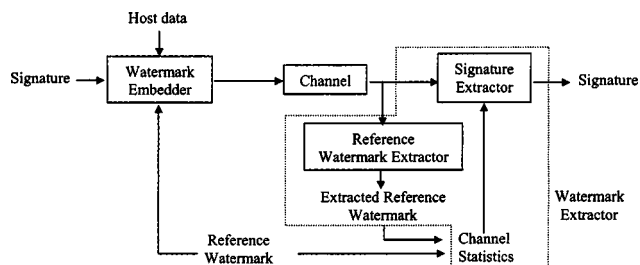 Host data
Signature
Watermark
Embedder
Channel
Signature
Extractor
Signature
Reference
Watermark Extractor
Extracted Reference
Watermark
Watermark
Extractor
Reference
Watermark
Channel
Statistics